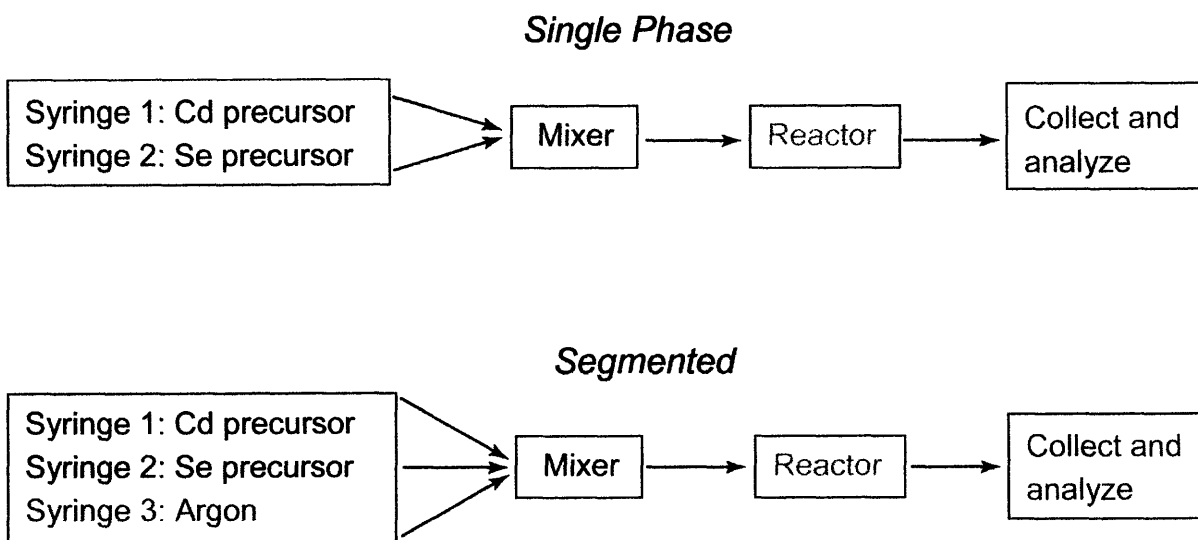 Single Phase
Syringe 1: Cd precursor
Syringe 2: Se precursor
Mixer
Reactor
Collect and
analyze
Segmented
Syringe 1: Cd precursor
Syringe 2: Se precursor
Syringe 3: Argon
Mixer
Reactor
Collect and
analyze